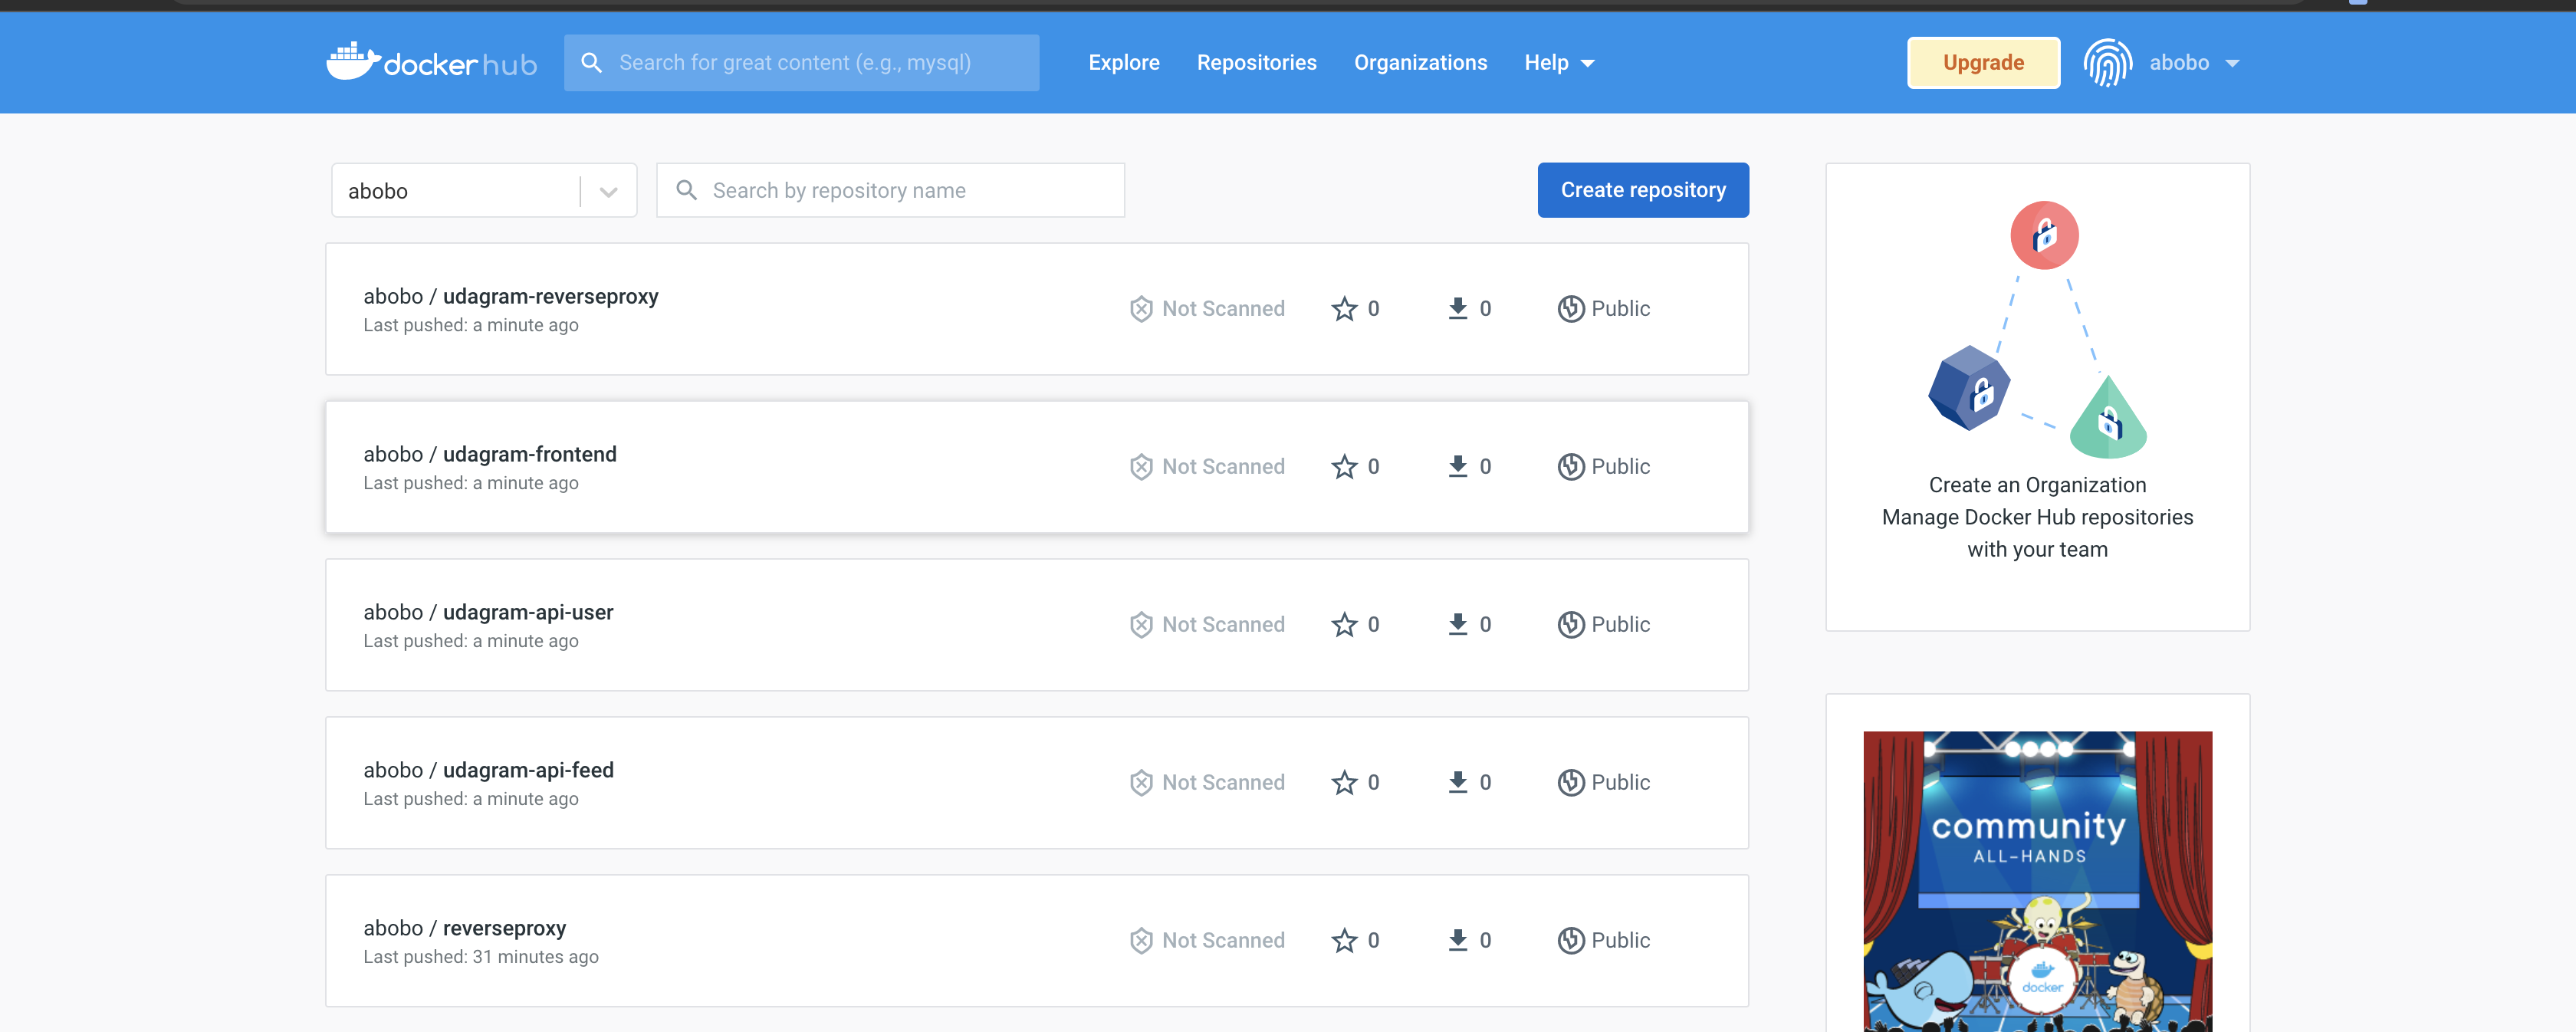 docker hub
Search for great content (e.g., mysql)
Explore
Repositories
Organizations
Help
Upgrade
abobo
abobo
Search by repository name
Create repository
abobo / udagram-reverseproxy
Last pushed: a minute ago
Not Scanned
0
0
Public
abobo / udagram-frontend
Last pushed: a minute ago
Not Scanned
0
0
Public
abobo / udagram-api-user
Last pushed: a minute ago
Not Scanned
0
0
Public
abobo / udagram-api-feed
Last pushed: a minute ago
Not Scanned
0
0
Public
abobo / reverseproxy
Last pushed: 31 minutes ago
Not Scanned
0
0
Public
Create an Organization
Manage Docker Hub repositories
with your team
community
ALL-HANDS
docker